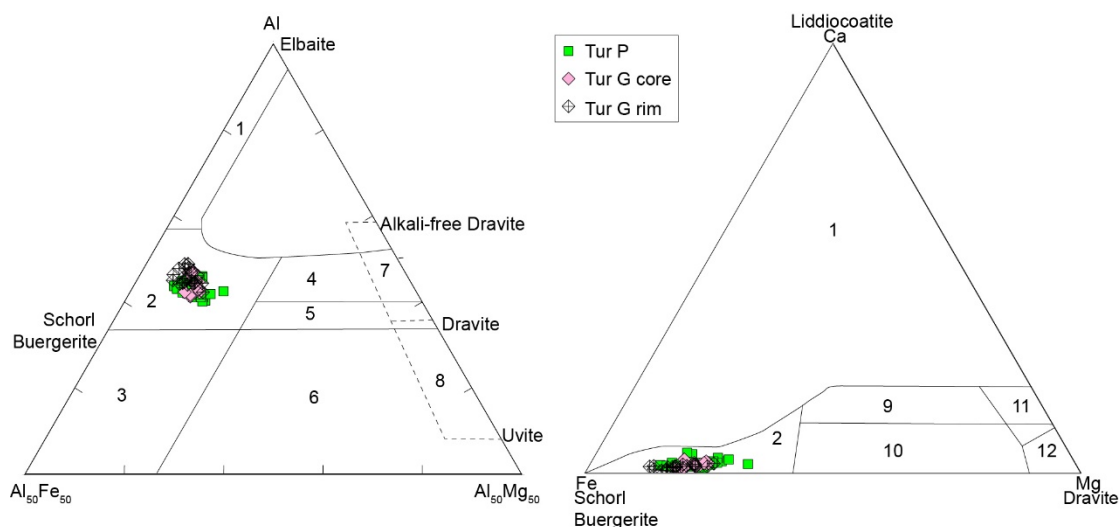 Al
Elbaite
1
Alkali-free Dravite
7
4
2
5
Schorl
Buergerite
Dravite
3
6
8
Uvite
Al50Fe50
Al50Mg50
Tur P
Tur G core
Tur G rim
Liddiocoatite
Ca
1
9
11
2
10
12
Fe
Schorl
Buergerite
Mg
Dravite